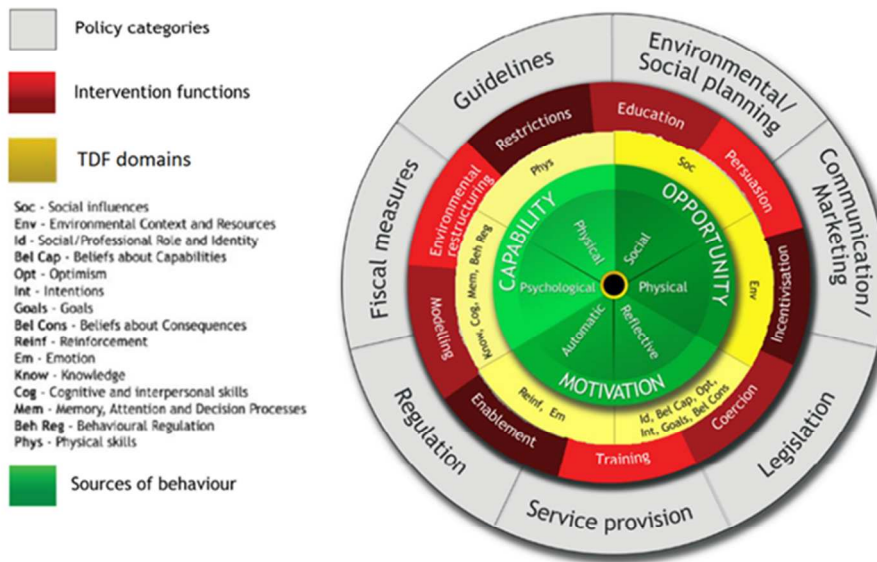 Policy categories
Intervention functions
TDF domains
Soc - Social influences
Env - Environmental Context and Resources
Id - Social/Professional Role and Identity
Bel Cap - Beliefs about Capabilities
Opt - Optimism
Int - Intentions
Goals - Goals
Bel Cons - Beliefs about Consequences
Reinf - Reinforcement
Em - Emotion
Know - Knowledge
Cog - Cognitive and interpersonal skills
Mem - Memory, Attention and Decision Processes
Beh Reg - Behavioural Regulation
Phys - Physical skills
Sources of behaviour
Guidelines
Environmental/
Social planning
Communication/
Marketing
Legislation
Service provision
Regulation
Fiscal measures
Restrictions
Education
Persuasion
Incentivisation
Coercion
Training
Enablement
Modelling
Environmental
restructuring
Phys
Soc
Env
Id, Bel Cap, Opt,
Int, Goals, Bel Cons
Reinf, Em
Know, Cog, Mem, Beh Reg
CAPABILITY
OPPORTUNITY
MOTIVATION
Physical
Social
Physical
Reflective
Automatic
Psychological